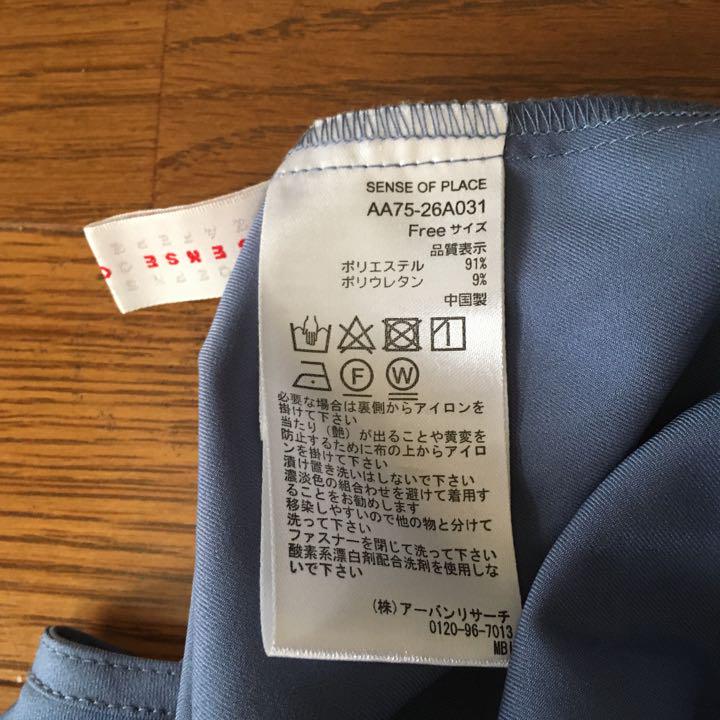 SENSE OF PLACE
AA75-26A031
Free サイズ
品質表示
ポリエステル 91%
ポリウレタン 9%
中国製
F W
必要な場合は裏側からアイロンを
掛けて下さい
当たり（艶）が出ることや黄変を
防止するために布の上からアイロ
ンを掛けて下さい
漬け置き洗いはしないで下さい
濃淡色の組合わせを避けて着用す
ることをお勧めします
移染しやすいので他の物と分けて
洗って下さい
ファスナーを閉じて洗って下さい
酸素系漂白剤配合洗剤を使用しな
いで下さい
(株)アーバンリサーチ
0120-96-7013
SENSE